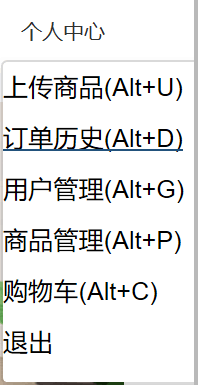 个人中心
上传商品(Alt+U)
订单历史(Alt+D)
用户管理(Alt+G)
商品管理(Alt+P)
购物车(Alt+C)
退出